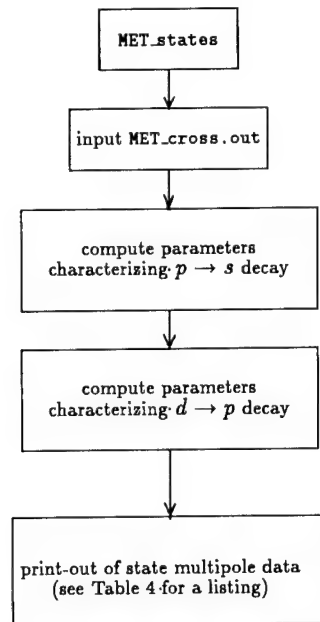 MET_states
input MET_cross.out
compute parameters
characterizing p → s decay
compute parameters
characterizing d → p decay
print-out of state multipole data
(see Table 4 for a listing)